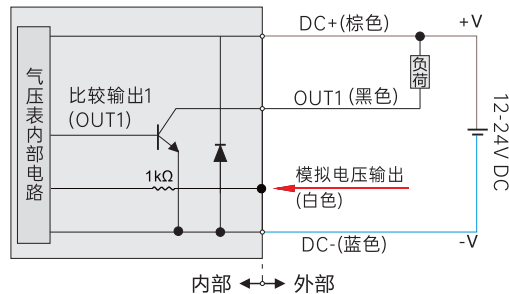 DC+(棕色)
+V
气压表内部电路
比较输出1
(OUT1)
负荷
OUT1 (黑色)
12-24V DC
1kΩ
模拟电压输出
(白色)
DC-(蓝色)
-V
内部
外部